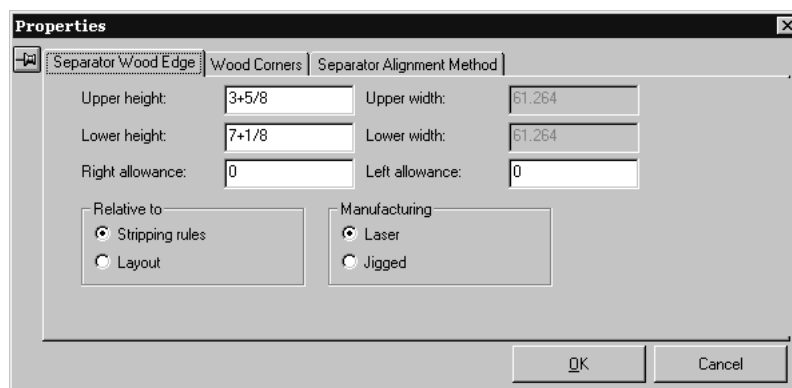 Properties
Separator Wood Edge Wood Corners Separator Alignment Method
Upper height: 3+5/8 Upper width: 61.264
Lower height: 7+1/8 Lower width: 61.264
Right allowance: 0 Left allowance: 0
Relative to Manufacturing
Stripping rules Laser
Layout Jigged
OK Cancel